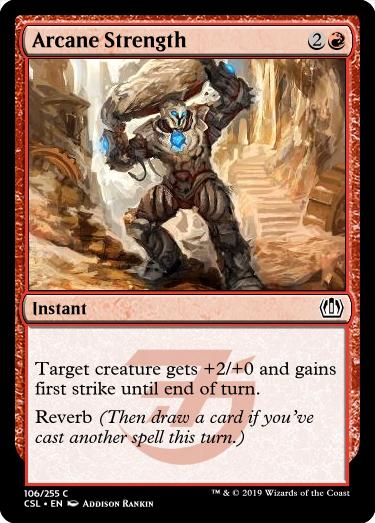 Arcane Strength 2
Instant
Target creature gets +2/+0 and gains
first strike until end of turn.
Reverb (Then draw a card if you've
cast another spell this turn.)
106/255 C
CSL • EN Addison Rankin
™ & © 2019 Wizards of the Coast